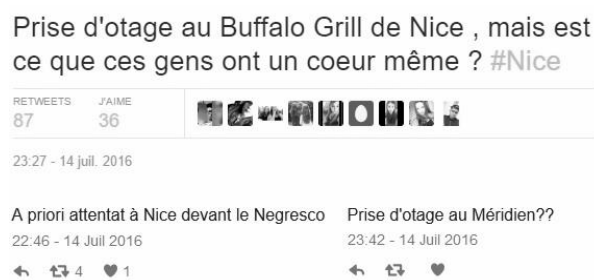 Prise d'otage au Buffalo Grill de Nice , mais est
ce que ces gens ont un coeur même ? #Nice
RETWEETS J'AIME
87 36
23:27 - 14 juil. 2016
A priori attentat à Nice devant le Negresco
22:46 - 14 Juil 2016
4 1
Prise d'otage au Méridien??
23:42 - 14 Juil 2016